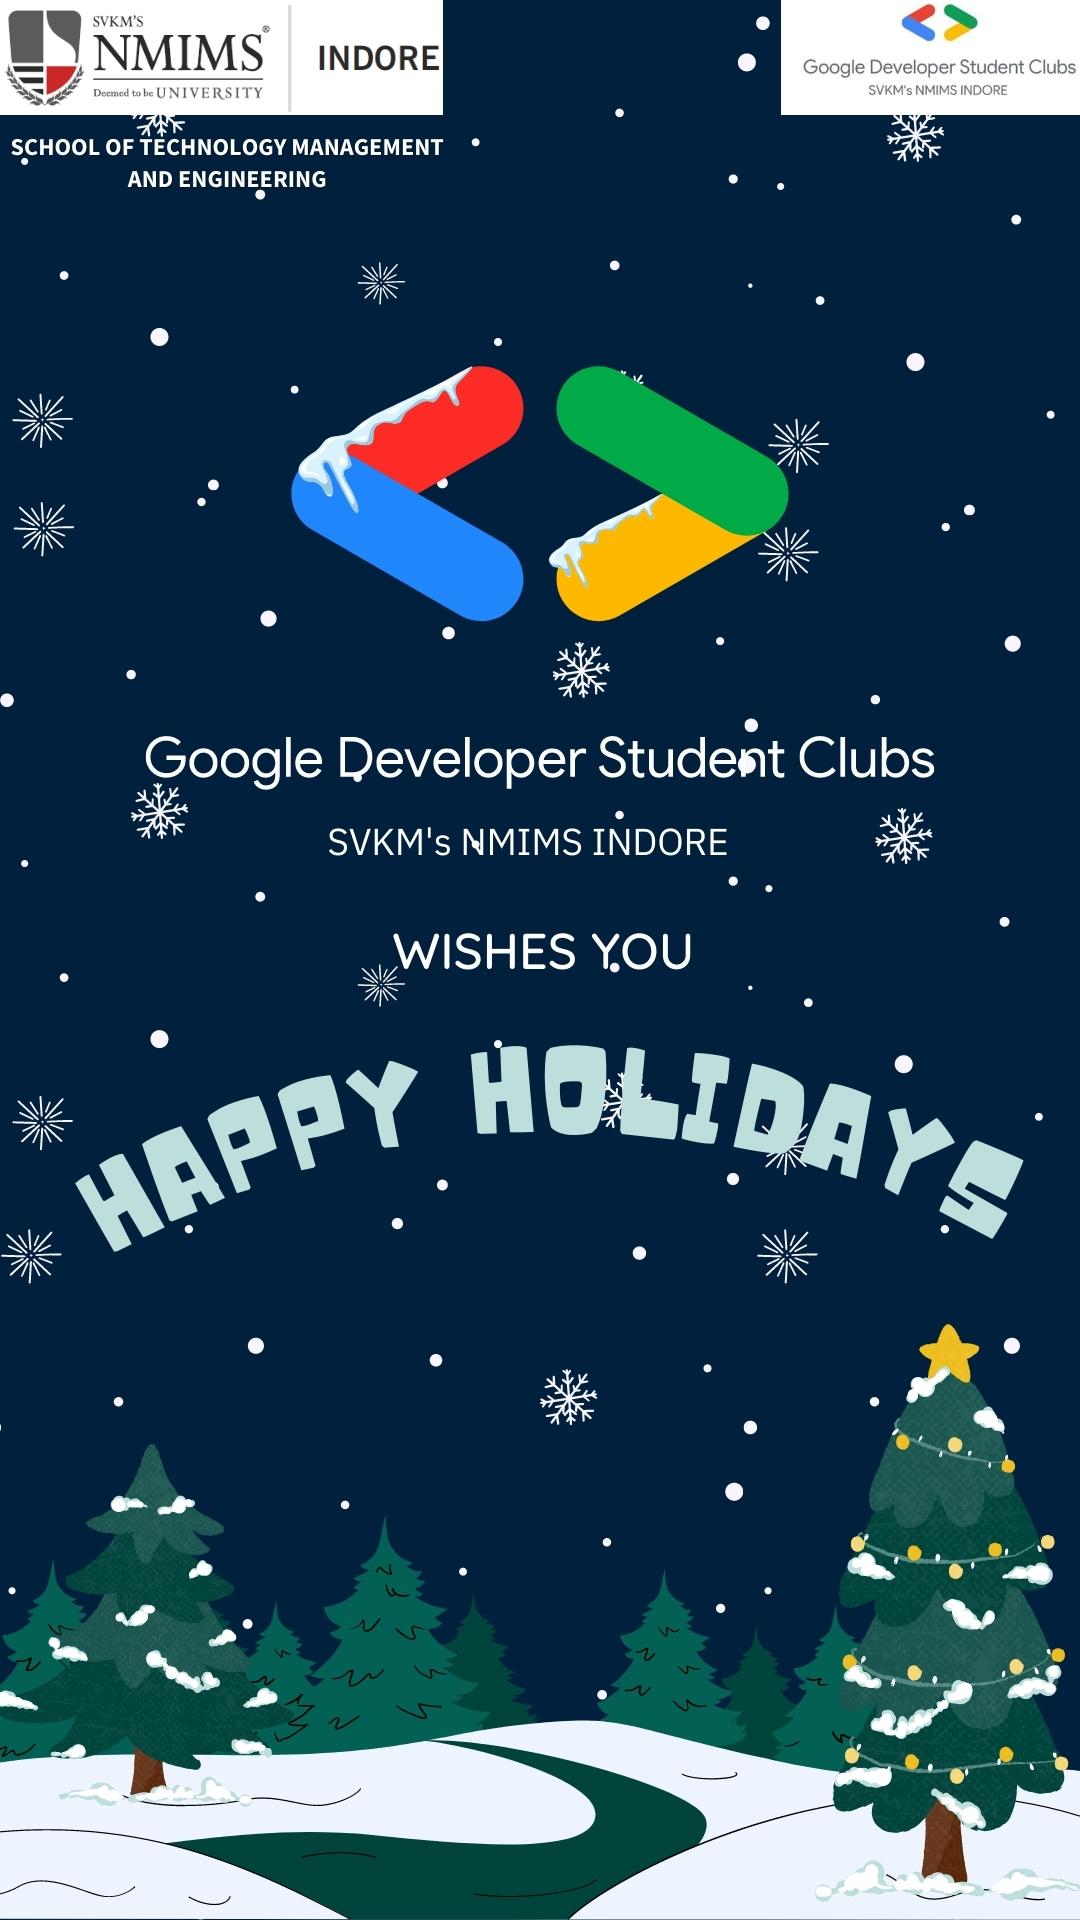 SVKM'S
NMIMS®
Deemed to be UNIVERSITY
INDORE
Google Developer Student Clubs
SVKM's NMIMS INDORE
SCHOOL OF TECHNOLOGY MANAGEMENT
AND ENGINEERING
Google Developer Student Clubs
SVKM's NMIMS INDORE
WISHES YOU
HAPPY HOLIDAYS